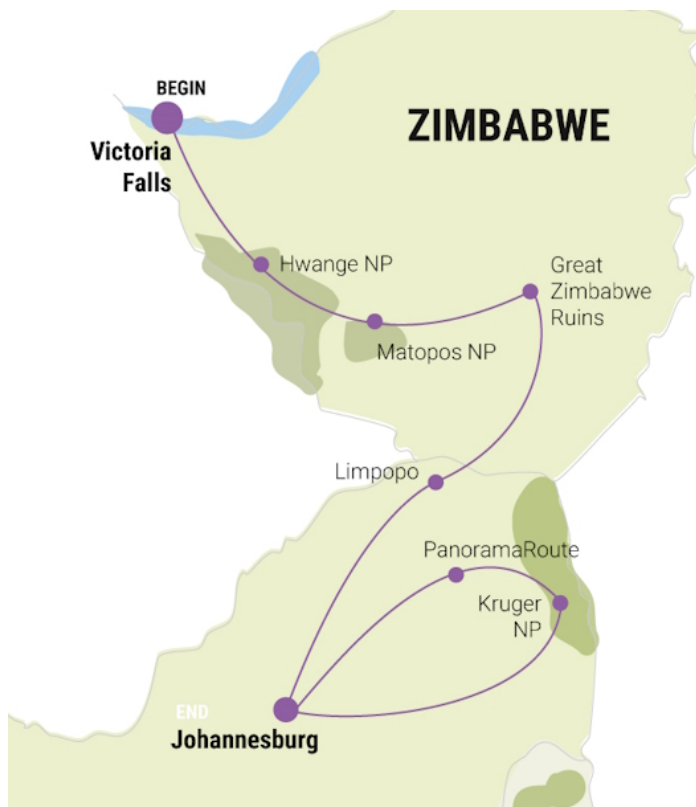 BEGIN
ZIMBABWE
Victoria
Falls
Hwange NP
Great
Zimbabwe
Ruins
Matopos NP
Limpopo
PanoramaRoute
Kruger
NP
END
Johannesburg